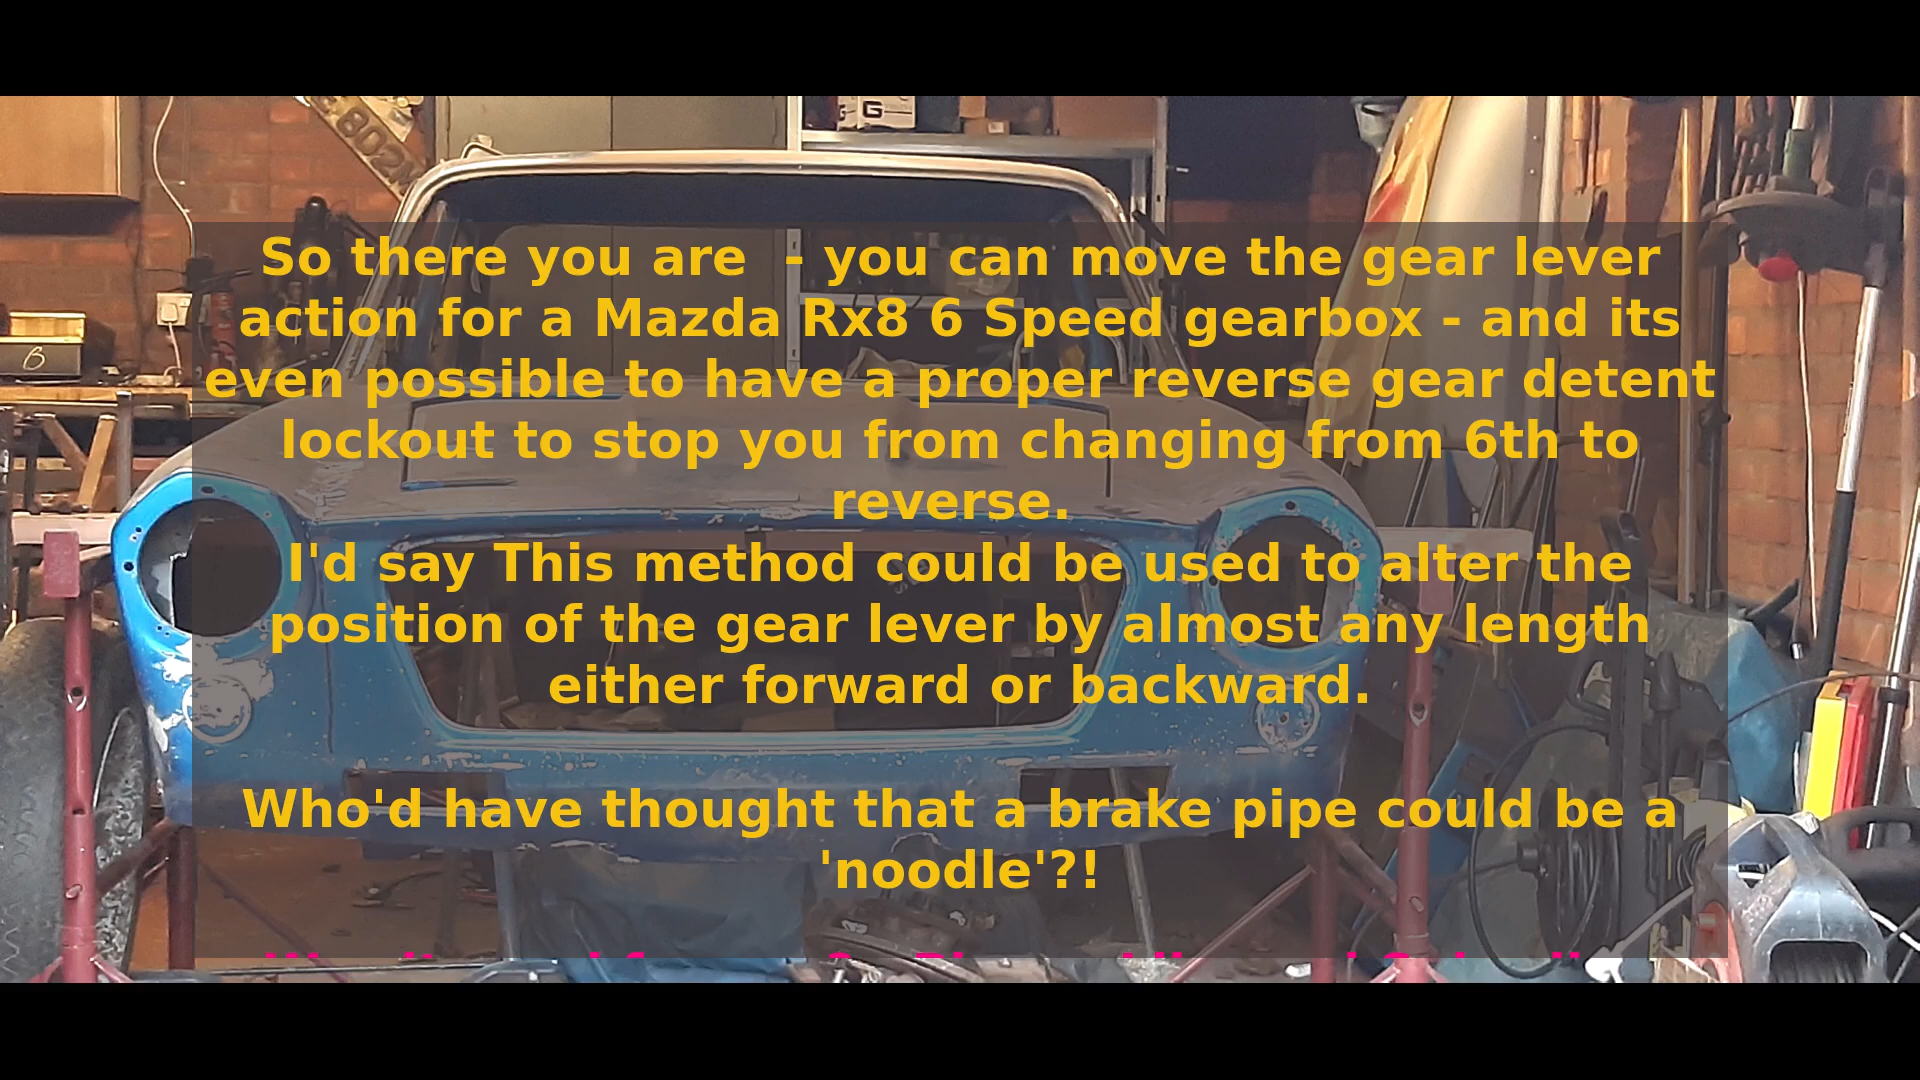 802
G
So there you are  - you can move the gear lever
action for a Mazda Rx8 6 Speed gearbox - and its
even possible to have a proper reverse gear detent
lockout to stop you from changing from 6th to
reverse.
I'd say This method could be used to alter the
position of the gear lever by almost any length
either forward or backward.
Who'd have thought that a brake pipe could be a
'noodle'?!